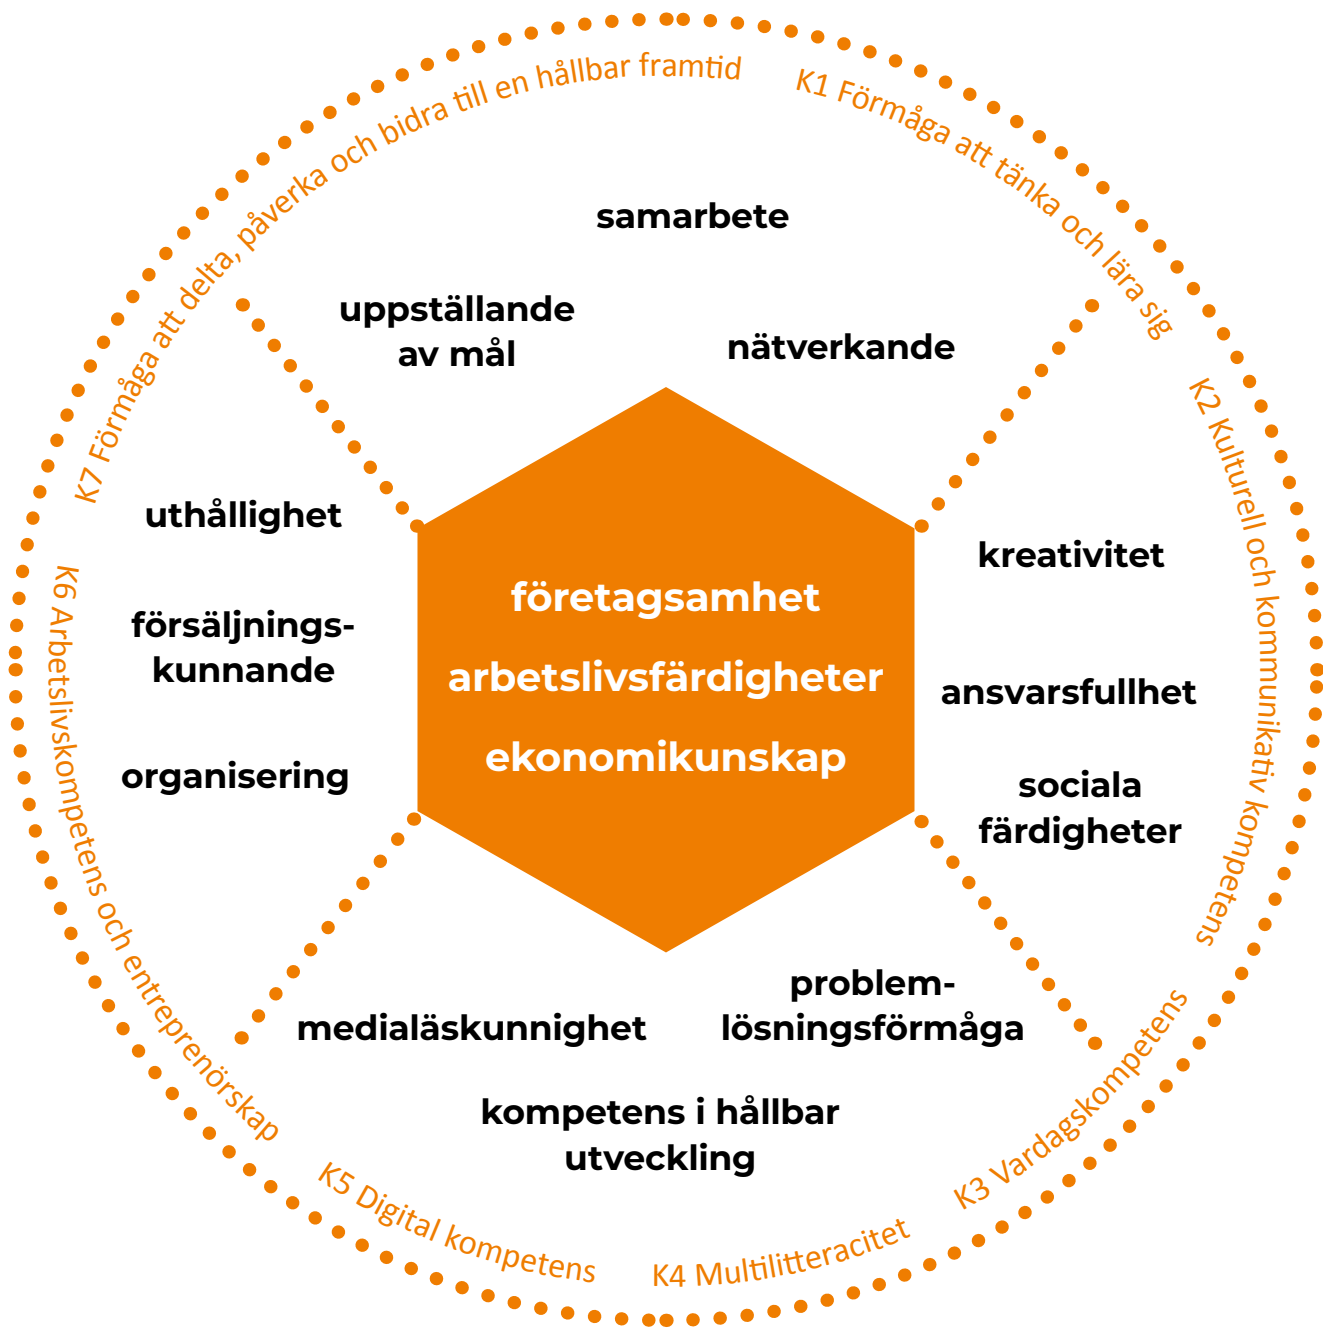 K1 Förmåga att tänka och lära sig
K2 Kulturell och kommunikativ kompetens
K3 Vardagskompetens
K4 Multilitteracitet
K5 Digital kompetens
K6 Arbetslivskompetens och entreprenörskap
K7 Förmåga att delta, påverka och bidra till en hållbar framtid
samarbete
uppställande
av mål
nätverkande
kreativitet
ansvarsfullhet
sociala
färdigheter
problem-
lösningsförmåga
medialäskunnighet
kompetens i hållbar
utveckling
uthållighet
försäljnings-
kunnande
organisering
företagsamhet
arbetslivsfärdigheter
ekonomikunskap